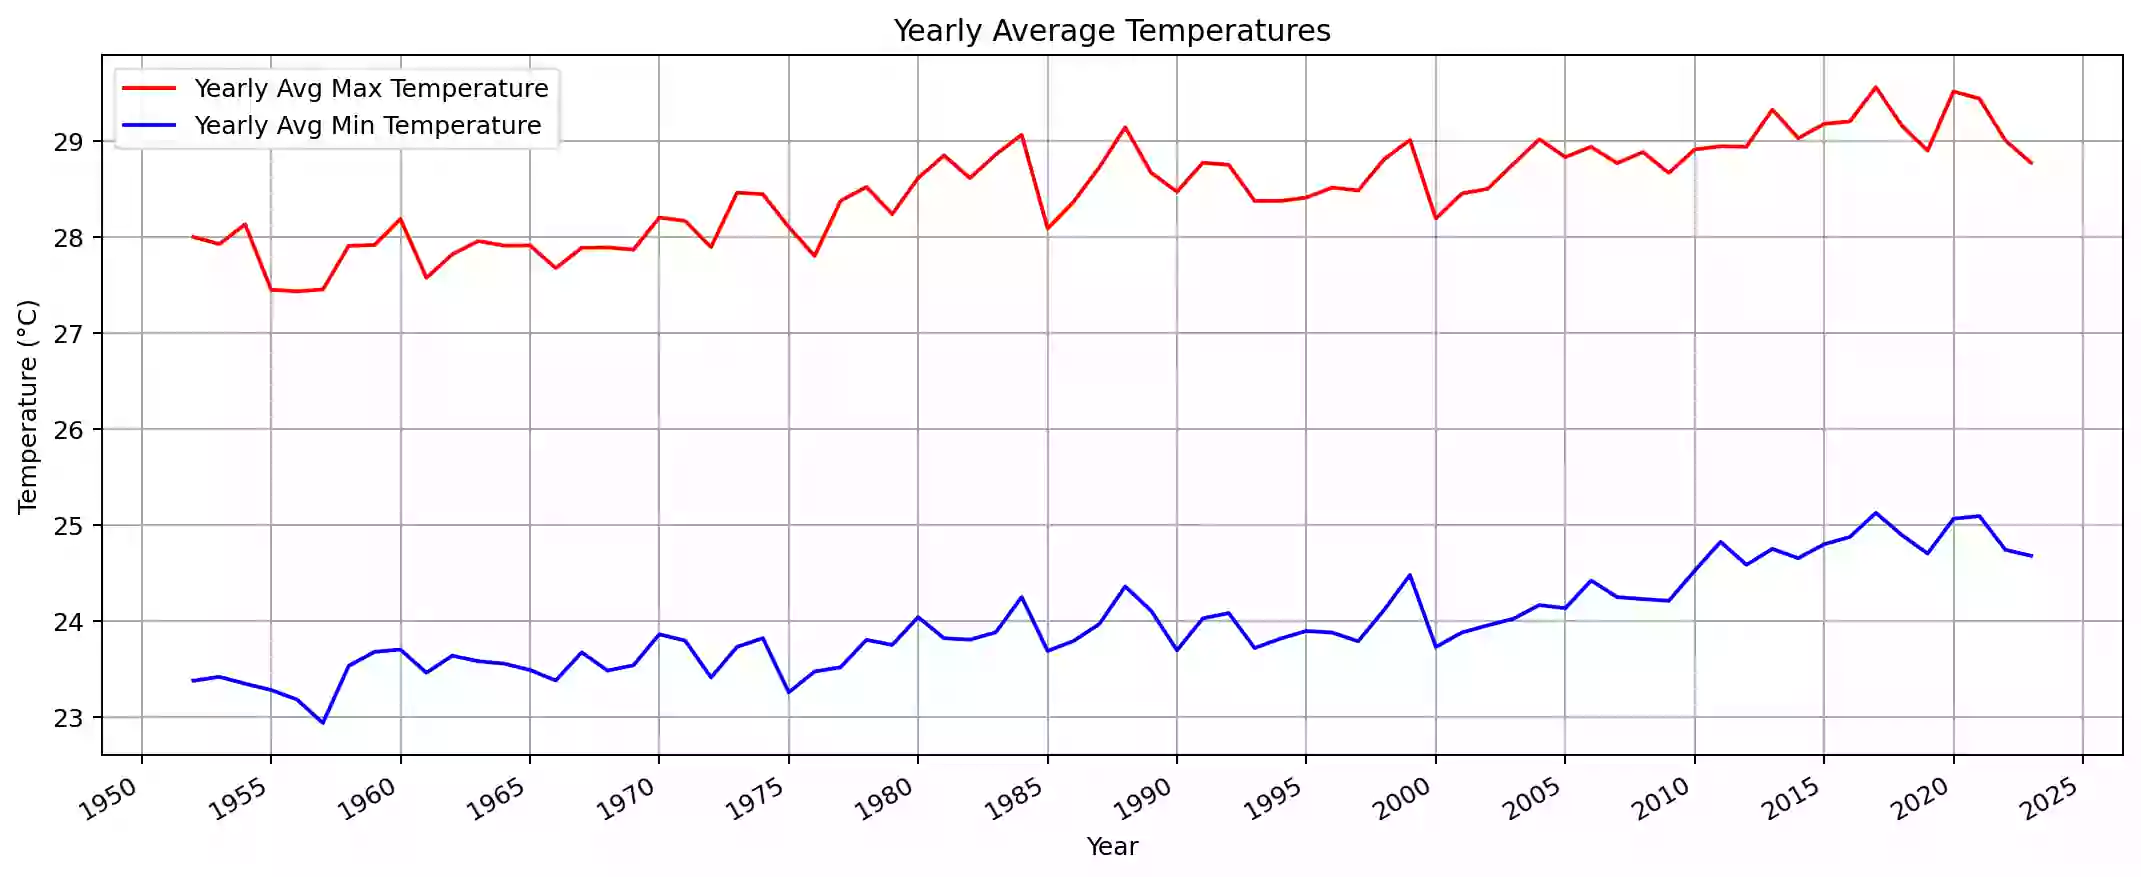 Yearly Average Temperatures
Yearly Avg Max Temperature
Yearly Avg Min Temperature
29
28
27
26
25
24
23
Temperature (°C)
1950 1955 1960 1965 1970 1975 1980 1985 1990 1995 2000 2005 2010 2015 2020 2025
Year